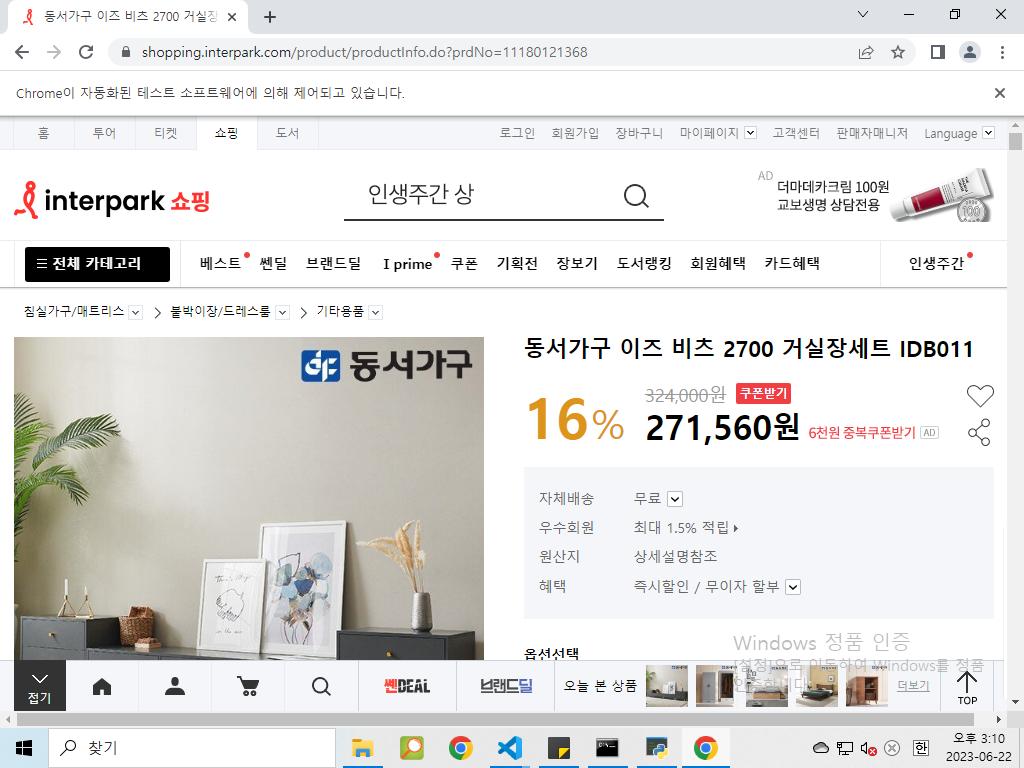 동서가구 이즈 비츠 2700 거실장
shopping.interpark.com/product/productInfo.do?prdNo=11180121368
Chrome이 자동화된 테스트 소프트웨어에 의해 제어되고 있습니다.
홈 투어 티켓 쇼핑 도서 로그인 회원가입 장바구니 마이페이지 고객센터 판매자매니저 Language
interpark 쇼핑 인생주간 상
AD 더마데카크림 100원
교보생명 상담전용
전체 카테고리 베스트 쎈딜 브랜드딜 I prime 쿠폰 기획전 장보기 도서랭킹 회원혜택 카드혜택 인생주간
침실가구/매트리스 붙박이장/드레스룸 기타용품
동서가구
동서가구 이즈 비츠 2700 거실장세트 IDB011
16% 324,000원 쿠폰받기
271,560원 6천원 중복쿠폰받기 AD
자체배송 무료
우수회원 최대 1.5% 적립
원산지 상세설명참조
혜택 즉시할인 / 무이자 할부
옵션선택
Windows 정품 인증
[설정]으로 이동하여 Windows를 정품
접기 쎈DEAL 브랜드딜 오늘 본 상품 더보기 TOP
찾기
오후 3:10
2023-06-22